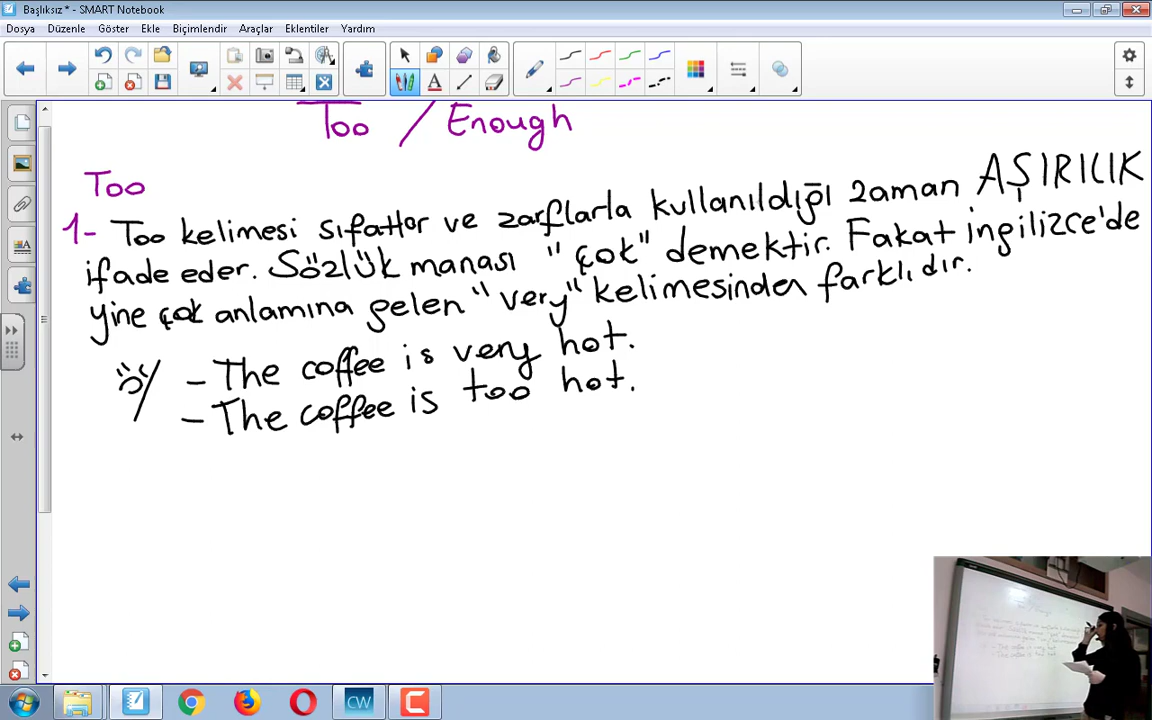 Başlıksız * - SMART Notebook
Dosya Düzenle Göster Ekle Biçimlendir Araçlar Eklentiler Yardım
Too / Enough
Too
1- Too kelimesi sıfatlar ve zarflarla kullanıldığı zaman AŞIRILIK
ifade eder. Sözlük manası "çok" demektir. Fakat ingilizce'de
yine çok anlamına gelen "very" kelimesinden farklıdır.
- The coffee is very hot.
- The coffee is too hot.
CW
C